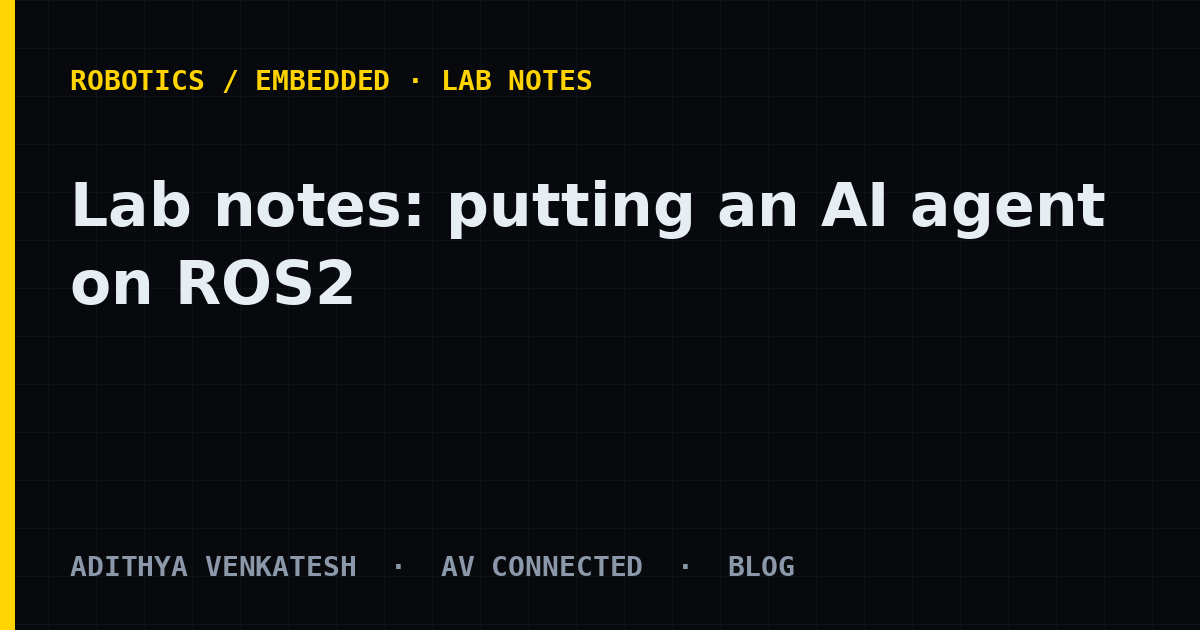 ROBOTICS / EMBEDDED · LAB NOTES
Lab notes: putting an AI agent
on ROS2
ADITHYA VENKATESH · AV CONNECTED · BLOG